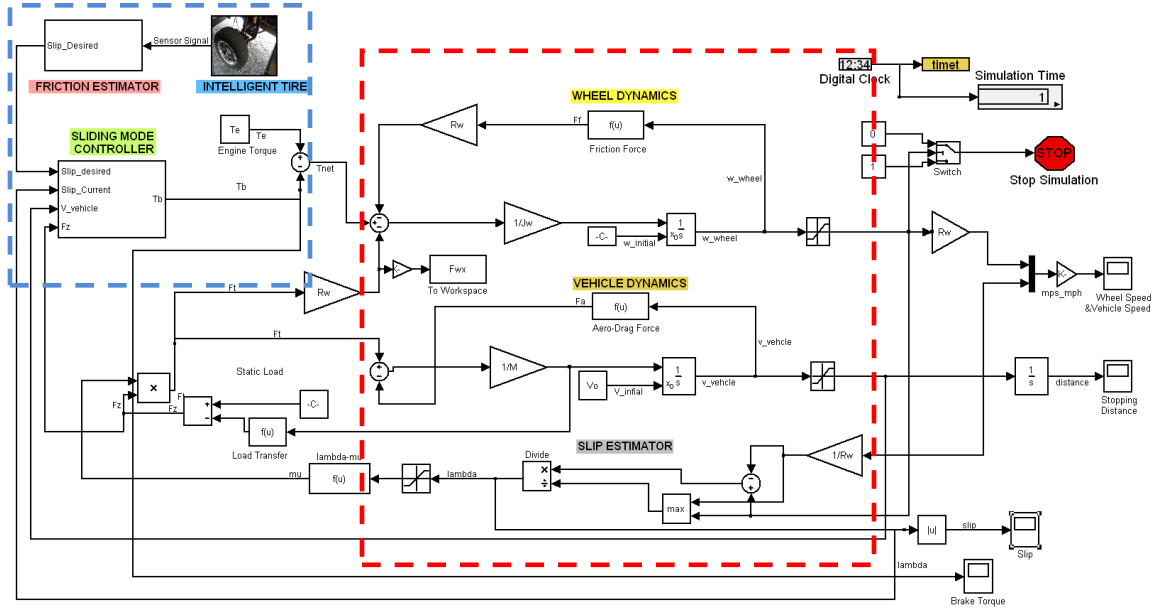 Slip_Desired
Sensor Signal
FRICTION ESTIMATOR
INTELLIGENT TIRE
SLIDING MODE
CONTROLLER
Slip_desired
Slip_Current
V_vehicle
Fz
Tb
Tb
Te
Te
Engine Torque
Tnet
WHEEL DYNAMICS
Rw
Ff
f(u)
Friction Force
w_wheel
1/Jw
-C-
w_initial
1
xo s
w_wheel
12:34
Digital Clock
timet
Simulation Time
1
0
1
Switch
STOP
Stop Simulation
Rw
K-
mps_mph
Wheel Speed
&Vehicle Speed
Ft
Rw
K-
Fwx
To Workspace
VEHICLE DYNAMICS
Fa
f(u)
Aero-Drag Force
v_vehcle
Ft
1/M
Vo
V_infial
1
xo s
v_vehcle
1
s
distance
Stopping
Distance
×
Static Load
Fz
Ft
Fz
-C-
f(u)
Load Transfer
SLIP ESTIMATOR
1/Rw
Divide
×
÷
max
lambda-mu
mu
f(u)
lambda
|u|
slip
Slip
lambda
Brake Torque